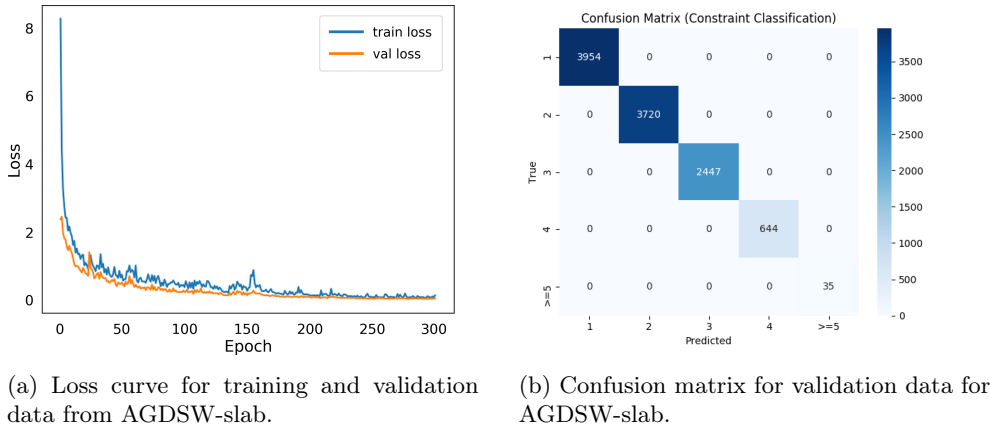 8
6
4
2
0
Loss
train loss
val loss
0 50 100 150 200 250 300
Epoch
(a) Loss curve for training and validation
data from AGDSW-slab.
Confusion Matrix (Constraint Classification)
1 3954 0 0 0 0
2 0 3720 0 0 0
3 0 0 2447 0 0
4 0 0 0 644 0
>=5 0 0 0 0 35
True
1 2 3 4 >=5
Predicted
3500
3000
2500
2000
1500
1000
500
0
(b) Confusion matrix for validation data for
AGDSW-slab.